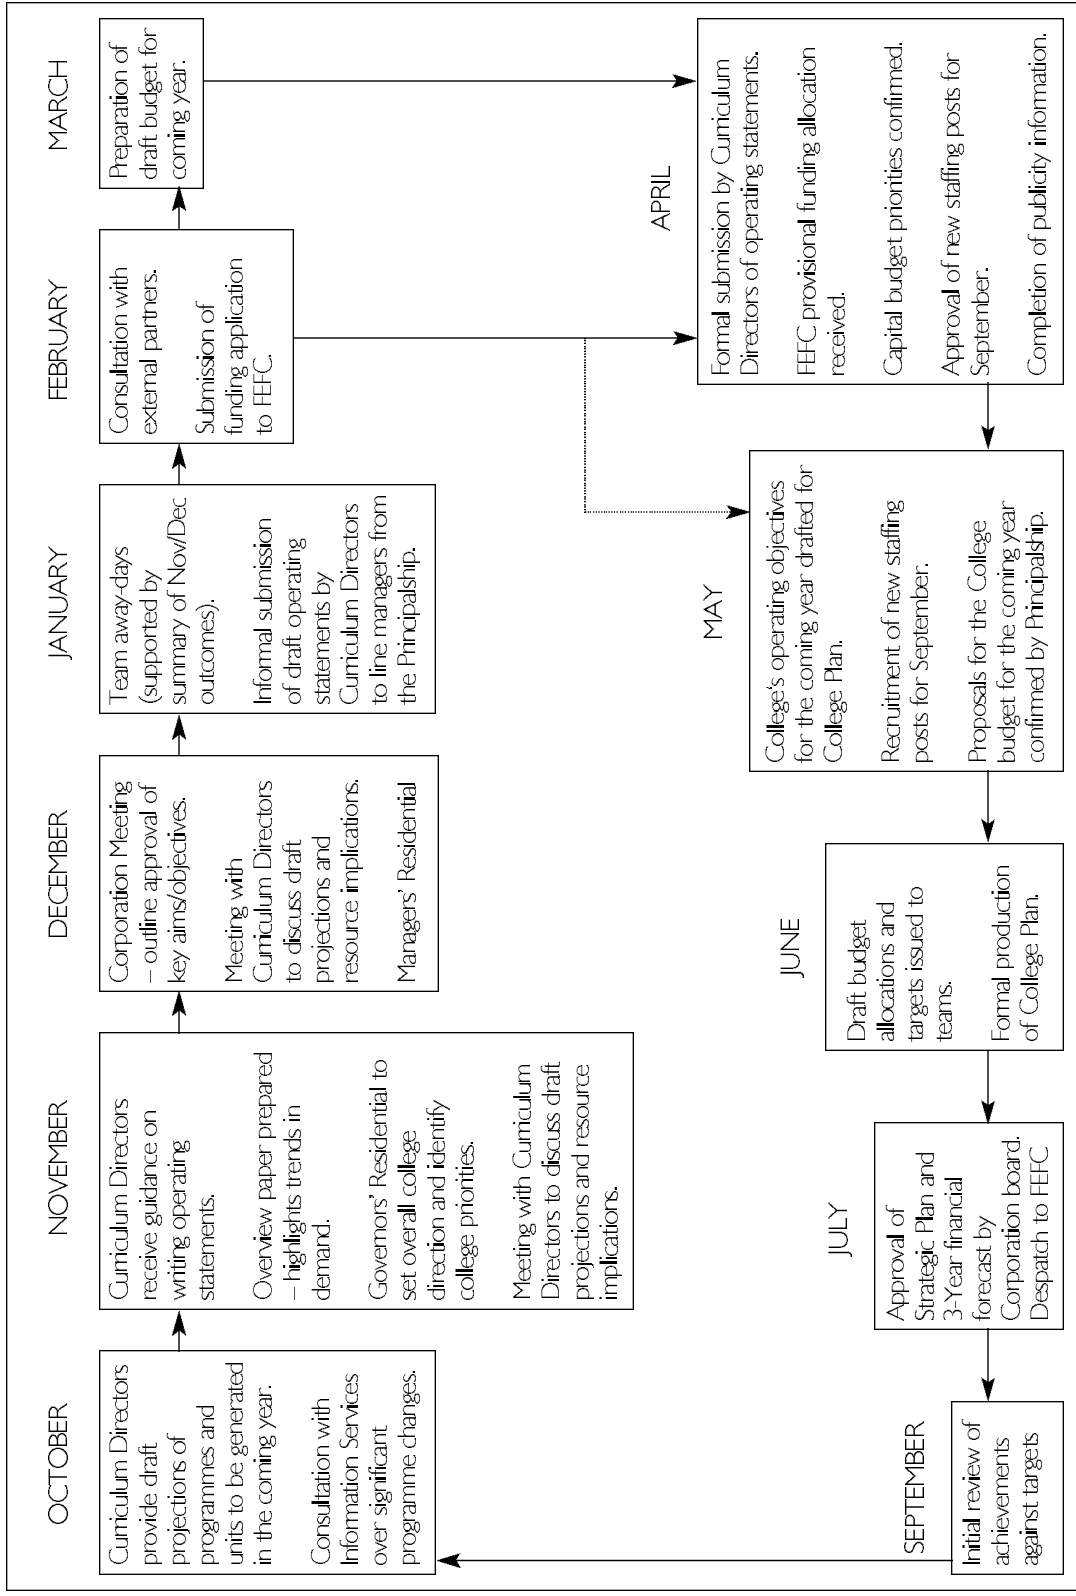 OCTOBER
Curriculum Directors
provide draft
projections of
programmes and
units to be generated
in the coming year.
Consultation with
Information Services
over significant
programme changes.
NOVEMBER
Curriculum Directors
receive guidance on
writing operating
statements.
Overview paper prepared
– highlights trends in
demand.
Governors' Residential to
set overall college
direction and identify
college priorities.
Meeting with Curriculum
Directors to discuss draft
projections and resource
implications.
DECEMBER
Corporation Meeting
– outline approval of
key aims/objectives.
Meeting with
Curriculum Directors
to discuss draft
projections and
resource implications.
Managers' Residential
JANUARY
Team away-days
(supported by
summary of Nov/Dec
outcomes).
Informal submission
of draft operating
statements by
Curriculum Directors
to line managers from
the Principalship.
FEBRUARY
Consultation with
external partners.
Submission of
funding application
to FEFC.
MARCH
Preparation of
draft budget for
coming year.
APRIL
Formal submission by Curriculum
Directors of operating statements.
FEFC provisional funding allocation
received.
Capital budget priorities confirmed.
Approval of new staffing posts for
September.
Completion of publicity information.
MAY
College's operating objectives
for the coming year drafted for
College Plan.
Recruitment of new staffing
posts for September.
Proposals for the College
budget for the coming year
confirmed by Principalship.
JUNE
Draft budget
allocations and
targets issued to
teams.
Formal production
of College Plan.
JULY
Approval of
Strategic Plan and
3-Year financial
forecast by
Corporation board.
Despatch to FEFC
SEPTEMBER
Initial review of
achievements
against targets